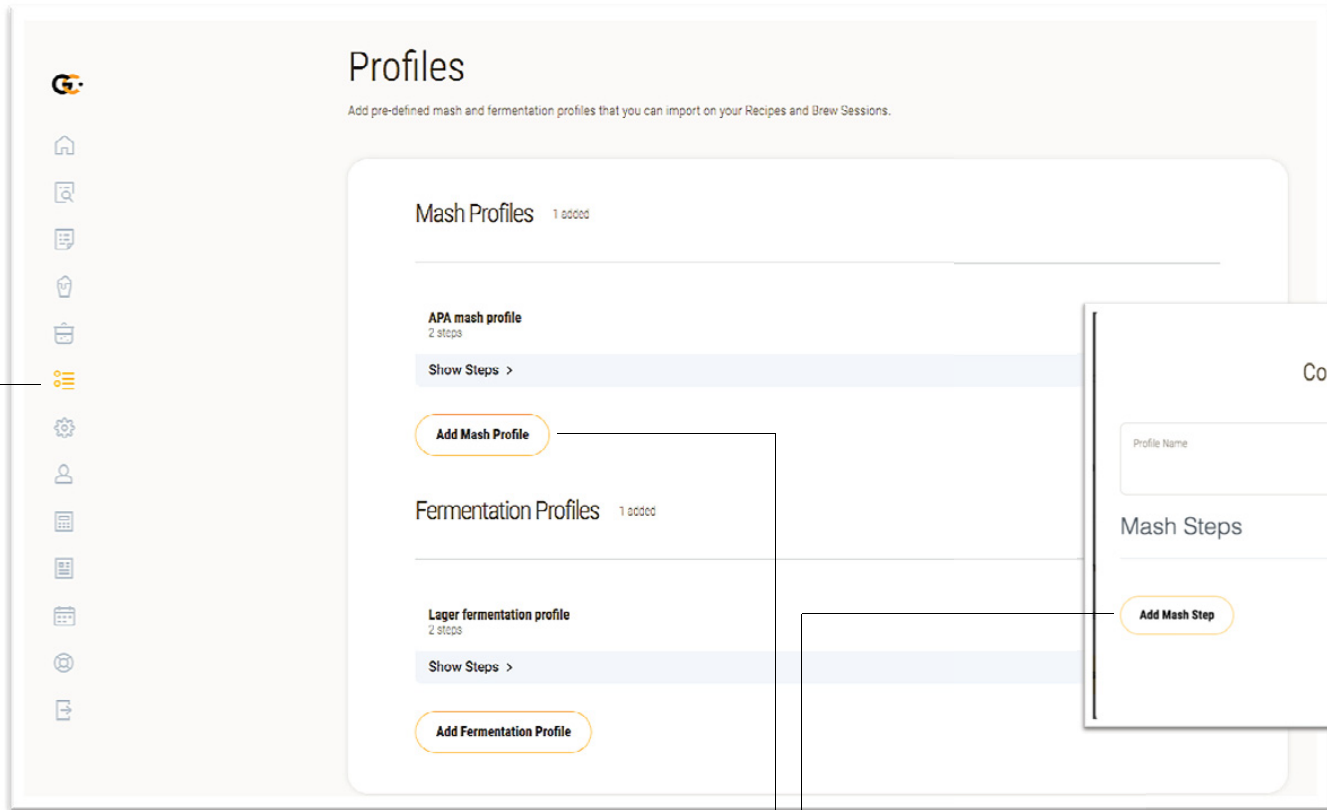 GC
Profiles
Add pre-defined mash and fermentation profiles that you can import on your Recipes and Brew Sessions.
Mash Profiles 1 added
APA mash profile
2 steps
Show Steps >
Add Mash Profile
Fermentation Profiles 1 added
Lager fermentation profile
2 steps
Show Steps >
Add Fermentation Profile
Co
Profile Name
Mash Steps
Add Mash Step